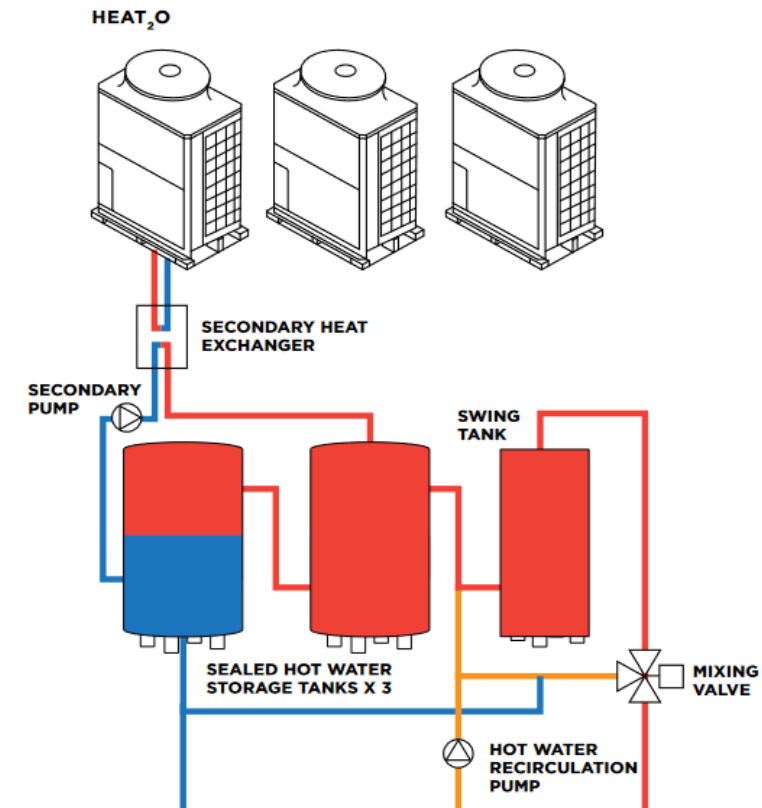 HEAT₂O
SECONDARY HEAT
EXCHANGER
SECONDARY
PUMP
SWING
TANK
SEALED HOT WATER
STORAGE TANKS X 3
MIXING
VALVE
HOT WATER
RECIRCULATION
PUMP